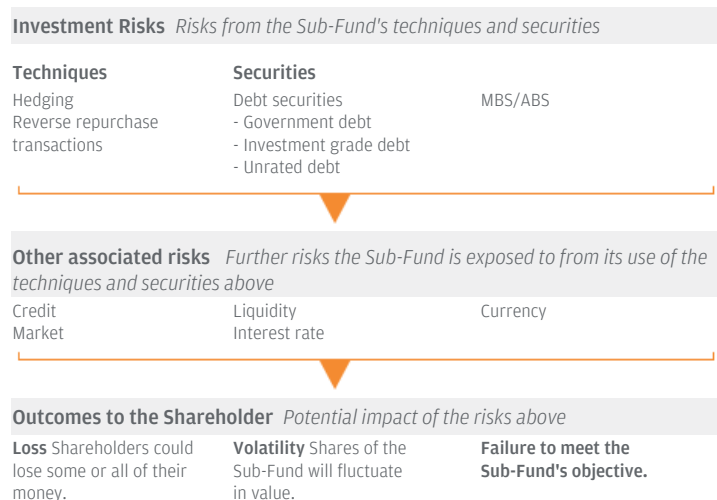 Investment Risks Risks from the Sub-Fund's techniques and securities
Techniques
Hedging
Reverse repurchase
transactions
Securities
Debt securities
- Government debt
- Investment grade debt
- Unrated debt
MBS/ABS
Other associated risks Further risks the Sub-Fund is exposed to from its use of the
techniques and securities above
Credit
Market
Liquidity
Interest rate
Currency
Outcomes to the Shareholder Potential impact of the risks above
Loss Shareholders could
lose some or all of their
money.
Volatility Shares of the
Sub-Fund will fluctuate
in value.
Failure to meet the
Sub-Fund's objective.